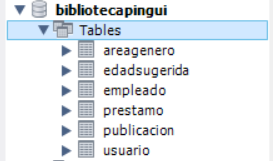 bibliotecapingui
Tables
areagenero
edadsugerida
empleado
prestamo
publicacion
usuario